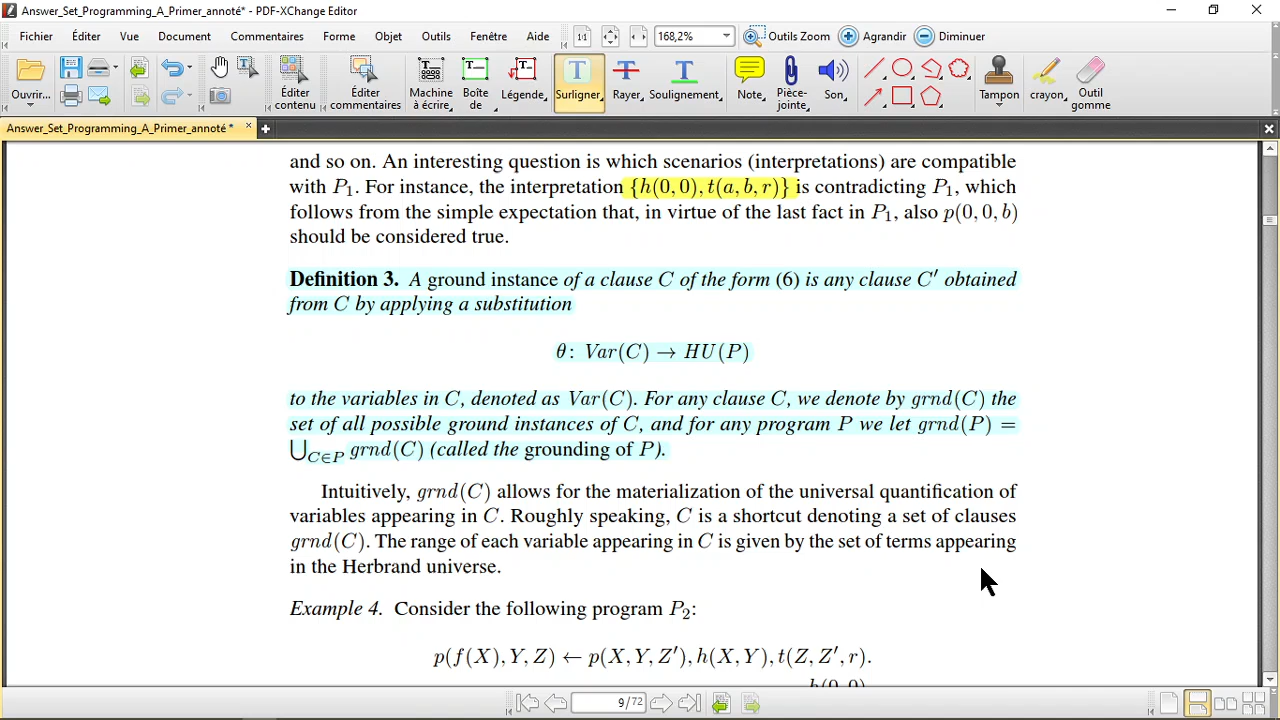 Answer_Set_Programming_A_Primer_annoté* - PDF-XChange Editor
Fichier Éditer Vue Document Commentaires Forme Objet Outils Fenêtre Aide 1:1 168,2% Outils Zoom Agrandir Diminuer
Ouvrir... Éditer contenu Éditer commentaires Machine à écrire Boîte de Légende Surligner Rayer Soulignement Note Pièce-jointe Son Tampon crayon Outil gomme
Answer_Set_Programming_A_Primer_annoté *
and so on. An interesting question is which scenarios (interpretations) are compatible
with P₁. For instance, the interpretation {h(0,0), t(a, b, r)} is contradicting P₁, which
follows from the simple expectation that, in virtue of the last fact in P₁, also p(0, 0, b)
should be considered true.
Definition 3. A ground instance of a clause C of the form (6) is any clause C′ obtained
from C by applying a substitution
θ: Var(C) → HU(P)
to the variables in C, denoted as Var(C). For any clause C, we denote by grnd(C) the
set of all possible ground instances of C, and for any program P we let grnd(P) =
⋃C∈P grnd(C) (called the grounding of P).
Intuitively, grnd(C) allows for the materialization of the universal quantification of
variables appearing in C. Roughly speaking, C is a shortcut denoting a set of clauses
grnd(C). The range of each variable appearing in C is given by the set of terms appearing
in the Herbrand universe.
Example 4. Consider the following program P₂:
p(f(X), Y, Z) ← p(X, Y, Z′), h(X, Y), t(Z, Z′, r).
h(0, 0)
9/72